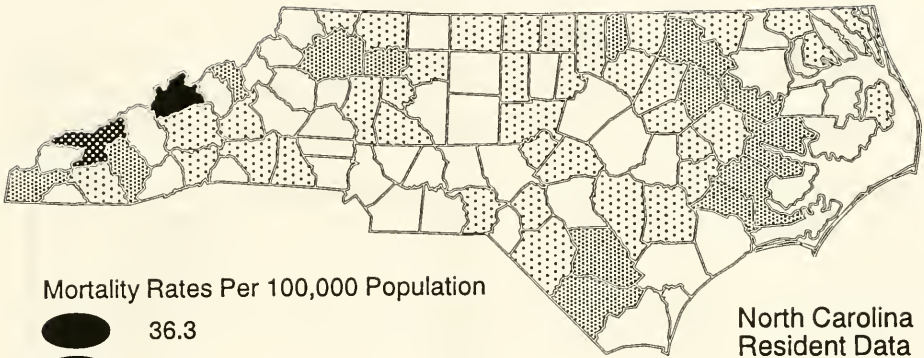 Mortality Rates Per 100,000 Population
36.3
North Carolina
Resident Data